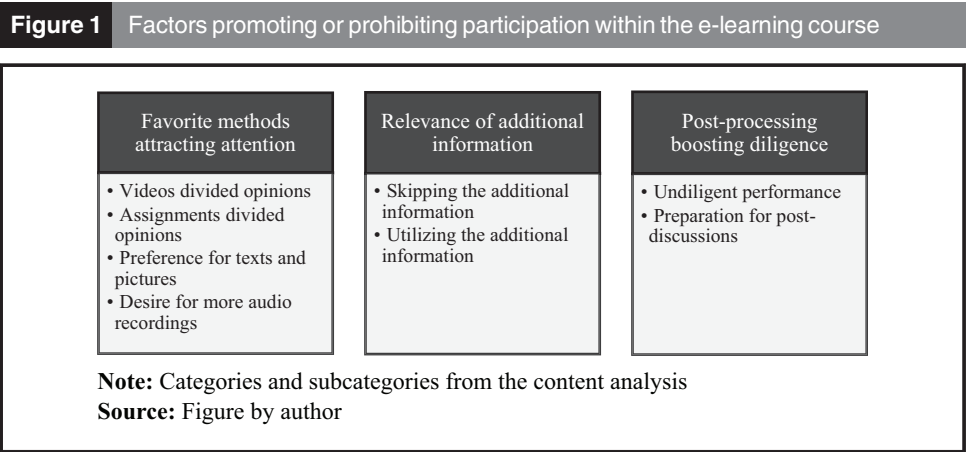 Figure 1 Factors promoting or prohibiting participation within the e-learning course
Favorite methods
attracting attention
• Videos divided opinions
• Assignments divided
opinions
• Preference for texts and
pictures
• Desire for more audio
recordings
Relevance of additional
information
• Skipping the additional
information
• Utilizing the additional
information
Post-processing
boosting diligence
• Undiligent performance
• Preparation for post-
discussions
Note: Categories and subcategories from the content analysis
Source: Figure by author